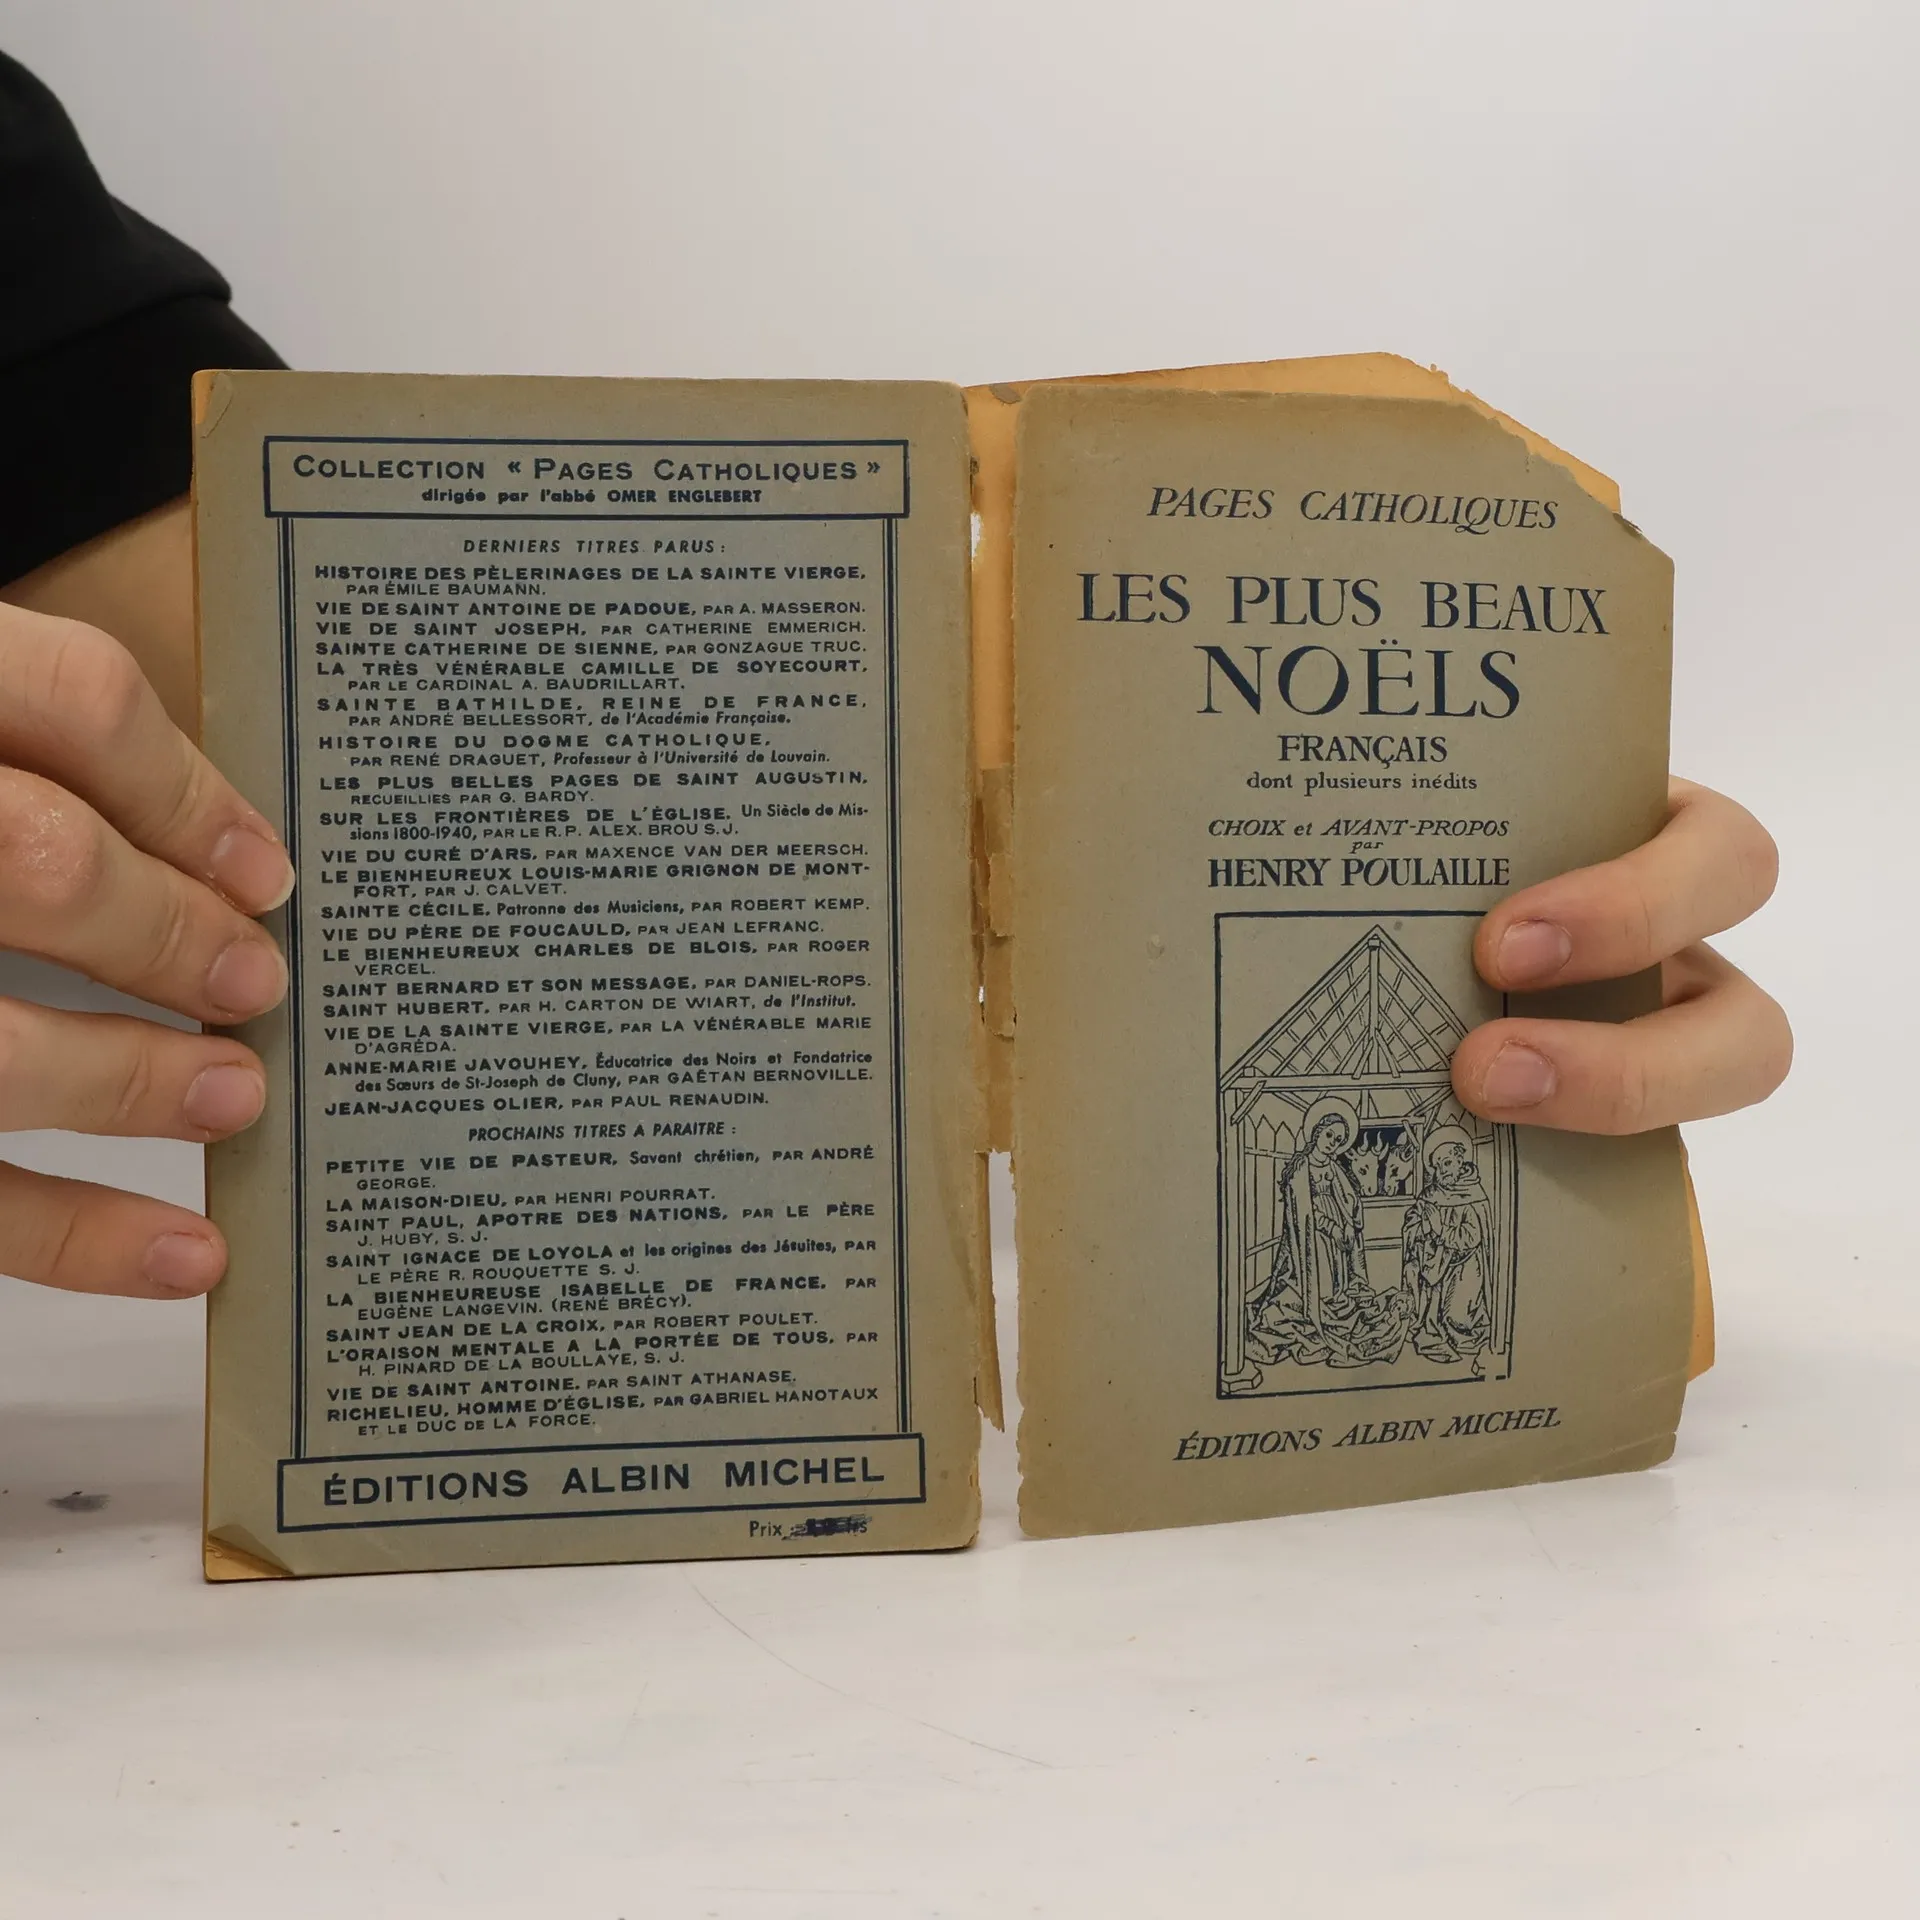 COLLECTION « PAGES CATHOLIQUES »
dirigée par l'abbé OMER ENGLEBERT
DERNIERS TITRES PARUS :
HISTOIRE DES PÈLERINAGES DE LA SAINTE VIERGE,
PAR ÉMILE BAUMANN.
VIE DE SAINT ANTOINE DE PADOUE, PAR A. MASSERON.
VIE DE SAINT JOSEPH, PAR CATHERINE EMMERICH.
SAINTE CATHERINE DE SIENNE, PAR GONZAGUE TRUC.
LA TRÈS VÉNÉRABLE CAMILLE DE SOYECOURT,
PAR LE CARDINAL A. BAUDRILLART.
SAINTE BATHILDE, REINE DE FRANCE,
PAR ANDRÉ BELLESSORT, de l'Académie Française.
HISTOIRE DU DOGME CATHOLIQUE,
PAR RENÉ DRAGUET, Professeur à l'Université de Louvain.
LES PLUS BELLES PAGES DE SAINT AUGUSTIN,
RECUEILLIES PAR G. BARDY.
SUR LES FRONTIÈRES DE L'ÉGLISE. Un Siècle de Mis-
sions 1800-1940, PAR LE R.P. ALEX. BROU S.J.
VIE DU CURÉ D'ARS, PAR MAXENCE VAN DER MEERSCH.
LE BIENHEUREUX LOUIS-MARIE GRIGNON DE MONT-
FORT, PAR J. CALVET.
SAINTE CÉCILE, Patronne des Musiciens, PAR ROBERT KEMP.
VIE DU PÈRE DE FOUCAULD, PAR JEAN LEFRANC.
LE BIENHEUREUX CHARLES DE BLOIS, PAR ROGER
VERCEL.
SAINT BERNARD ET SON MESSAGE, PAR DANIEL-ROPS.
SAINT HUBERT, PAR H. CARTON DE WIART, de l'Institut.
VIE DE LA SAINTE VIERGE, PAR LA VÉNÉRABLE MARIE
D'AGRÉDA.
ANNE-MARIE JAVOUHEY, Éducatrice des Noirs et Fondatrice
des Sœurs de St-Joseph de Cluny, PAR GAËTAN BERNOVILLE.
JEAN-JACQUES OLIER, PAR PAUL RENAUDIN.
PROCHAINS TITRES A PARAITRE :
PETITE VIE DE PASTEUR, Savant chrétien, PAR ANDRÉ
GEORGE.
LA MAISON-DIEU, PAR HENRI POURRAT.
SAINT PAUL, APOTRE DES NATIONS, PAR LE PÈRE
J. HUBY, S. J.
SAINT IGNACE DE LOYOLA et les origines des Jésuites, PAR
LE PÈRE R. ROUQUETTE S. J.
LA BIENHEUREUSE ISABELLE DE FRANCE, PAR
EUGÈNE LANGEVIN. (RENÉ BRÉCY).
SAINT JEAN DE LA CROIX, PAR ROBERT POULET.
L'ORAISON MENTALE A LA PORTÉE DE TOUS, PAR
H. PINARD DE LA BOULLAYE, S. J.
VIE DE SAINT ANTOINE. PAR SAINT ATHANASE.
RICHELIEU, HOMME D'ÉGLISE, PAR GABRIEL HANOTAUX
ET LE DUC DE LA FORCE.
ÉDITIONS ALBIN MICHEL
Prix
PAGES CATHOLIQUES
LES PLUS BEAUX
NOËLS
FRANÇAIS
dont plusieurs inédits
CHOIX et AVANT-PROPOS
par
HENRY POULAILLE
ÉDITIONS ALBIN MICHEL